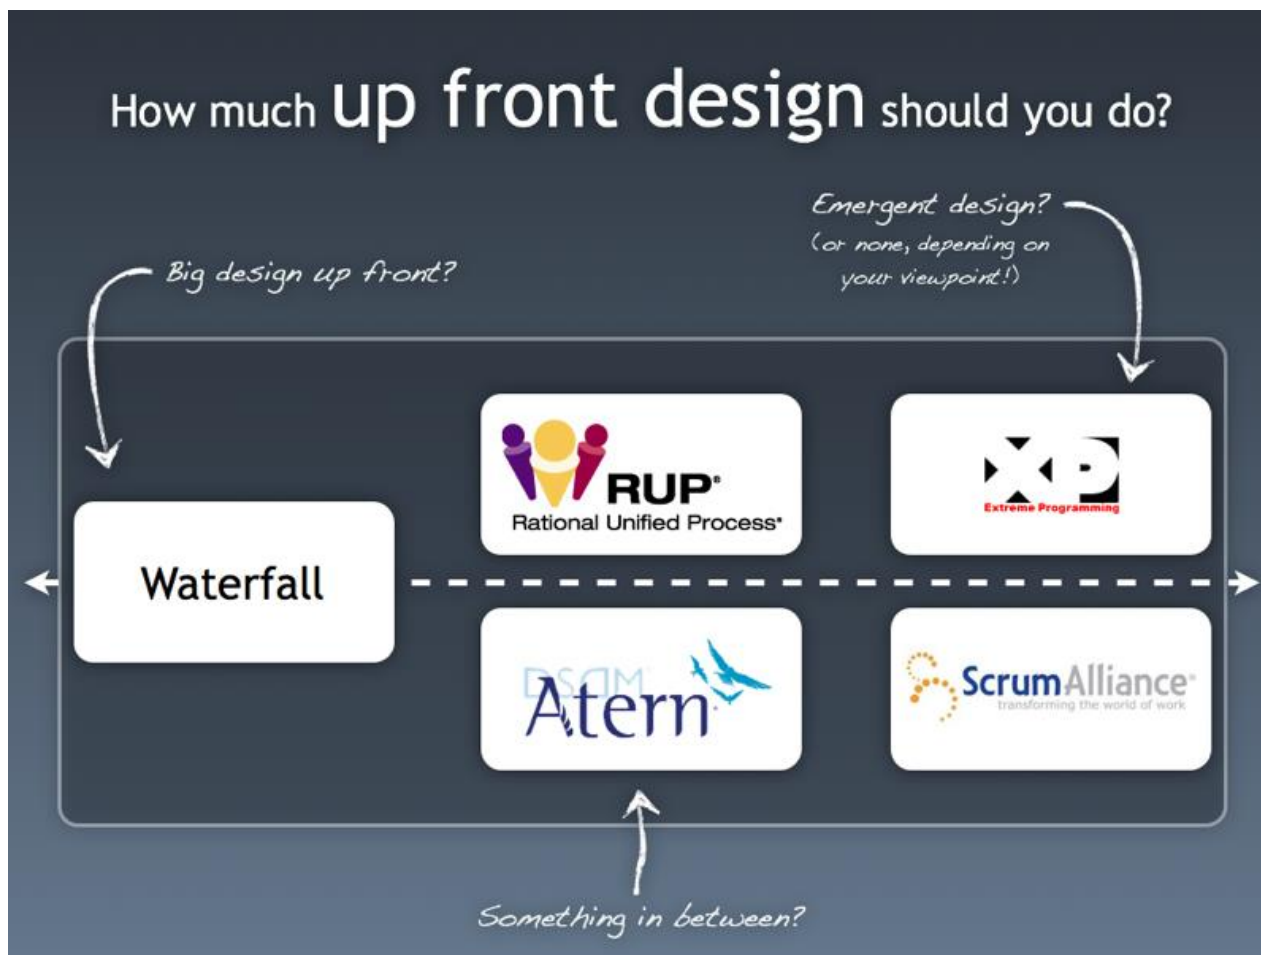 How much up front design should you do?
Emergent design?
(or none, depending on
your viewpoint!)
Big design up front?
RUP®
Rational Unified Process®
XP
Extreme Programming
Waterfall
DSDM®
Atern®
ScrumAlliance®
transforming the world of work
Something in between?